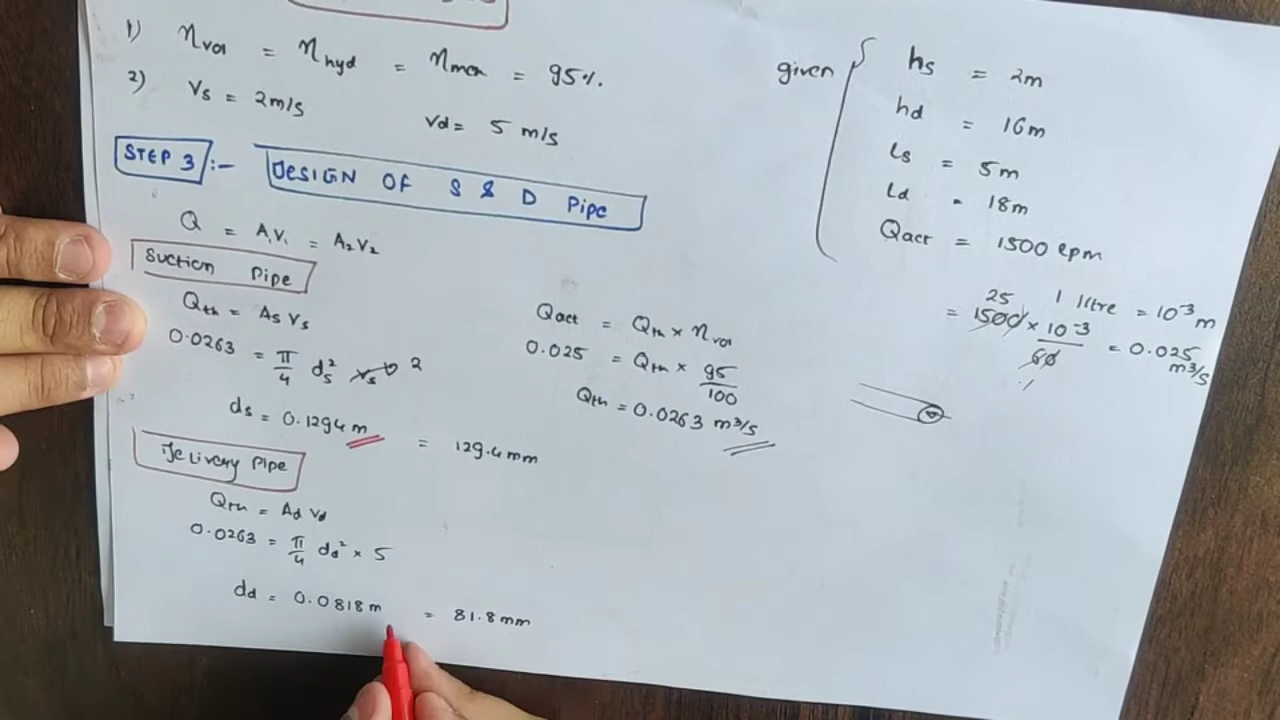 1) ηvol = ηhyd = ηmen = 95%.
2) Vs = 2m/s Vd = 5 m/s
STEP 3 :- DESIGN OF S & D Pipe
Q = A₁V₁ = A₂V₂
Suction Pipe
Qth = As Vs
0.0263 = π/4 ds² 2
ds = 0.1294 m = 129.4 mm
Delivery Pipe
Qth = Ad Vd
0.0263 = π/4 dd² × 5
dd = 0.0818 m = 81.8 mm
Qact = Qth × ηvol
0.025 = Qth × 95/100
Qth = 0.0263 m³/s
given { hs = 2m
hd = 16m
Ls = 5m
Ld = 18m
Qact = 1500 lpm
1 litre = 10⁻³ m
25
= 1500 × 10⁻³/60 = 0.025 m³/s